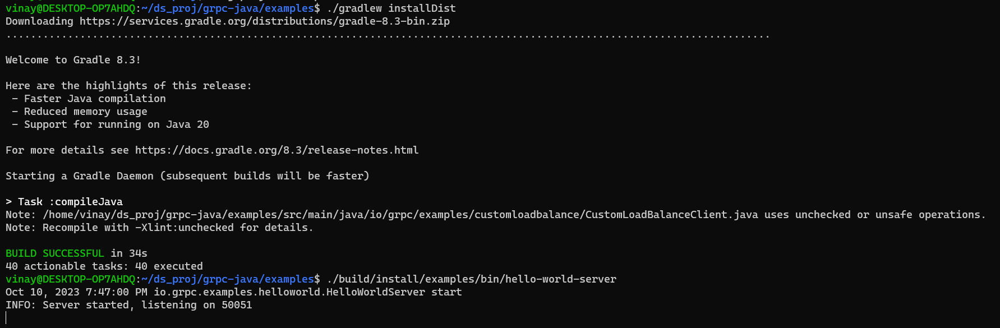 vinay@DESKTOP-OP7AHDQ:~/ds_proj/grpc-java/examples$ ./gradlew installDist
Downloading https://services.gradle.org/distributions/gradle-8.3-bin.zip
............................................................................................................................
Welcome to Gradle 8.3!
Here are the highlights of this release:
 - Faster Java compilation
 - Reduced memory usage
 - Support for running on Java 20
For more details see https://docs.gradle.org/8.3/release-notes.html
Starting a Gradle Daemon (subsequent builds will be faster)
> Task :compileJava
Note: /home/vinay/ds_proj/grpc-java/examples/src/main/java/io/grpc/examples/customloadbalance/CustomLoadBalanceClient.java uses unchecked or unsafe operations.
Note: Recompile with -Xlint:unchecked for details.
BUILD SUCCESSFUL in 34s
40 actionable tasks: 40 executed
vinay@DESKTOP-OP7AHDQ:~/ds_proj/grpc-java/examples$ ./build/install/examples/bin/hello-world-server
Oct 10, 2023 7:47:00 PM io.grpc.examples.helloworld.HelloWorldServer start
INFO: Server started, listening on 50051